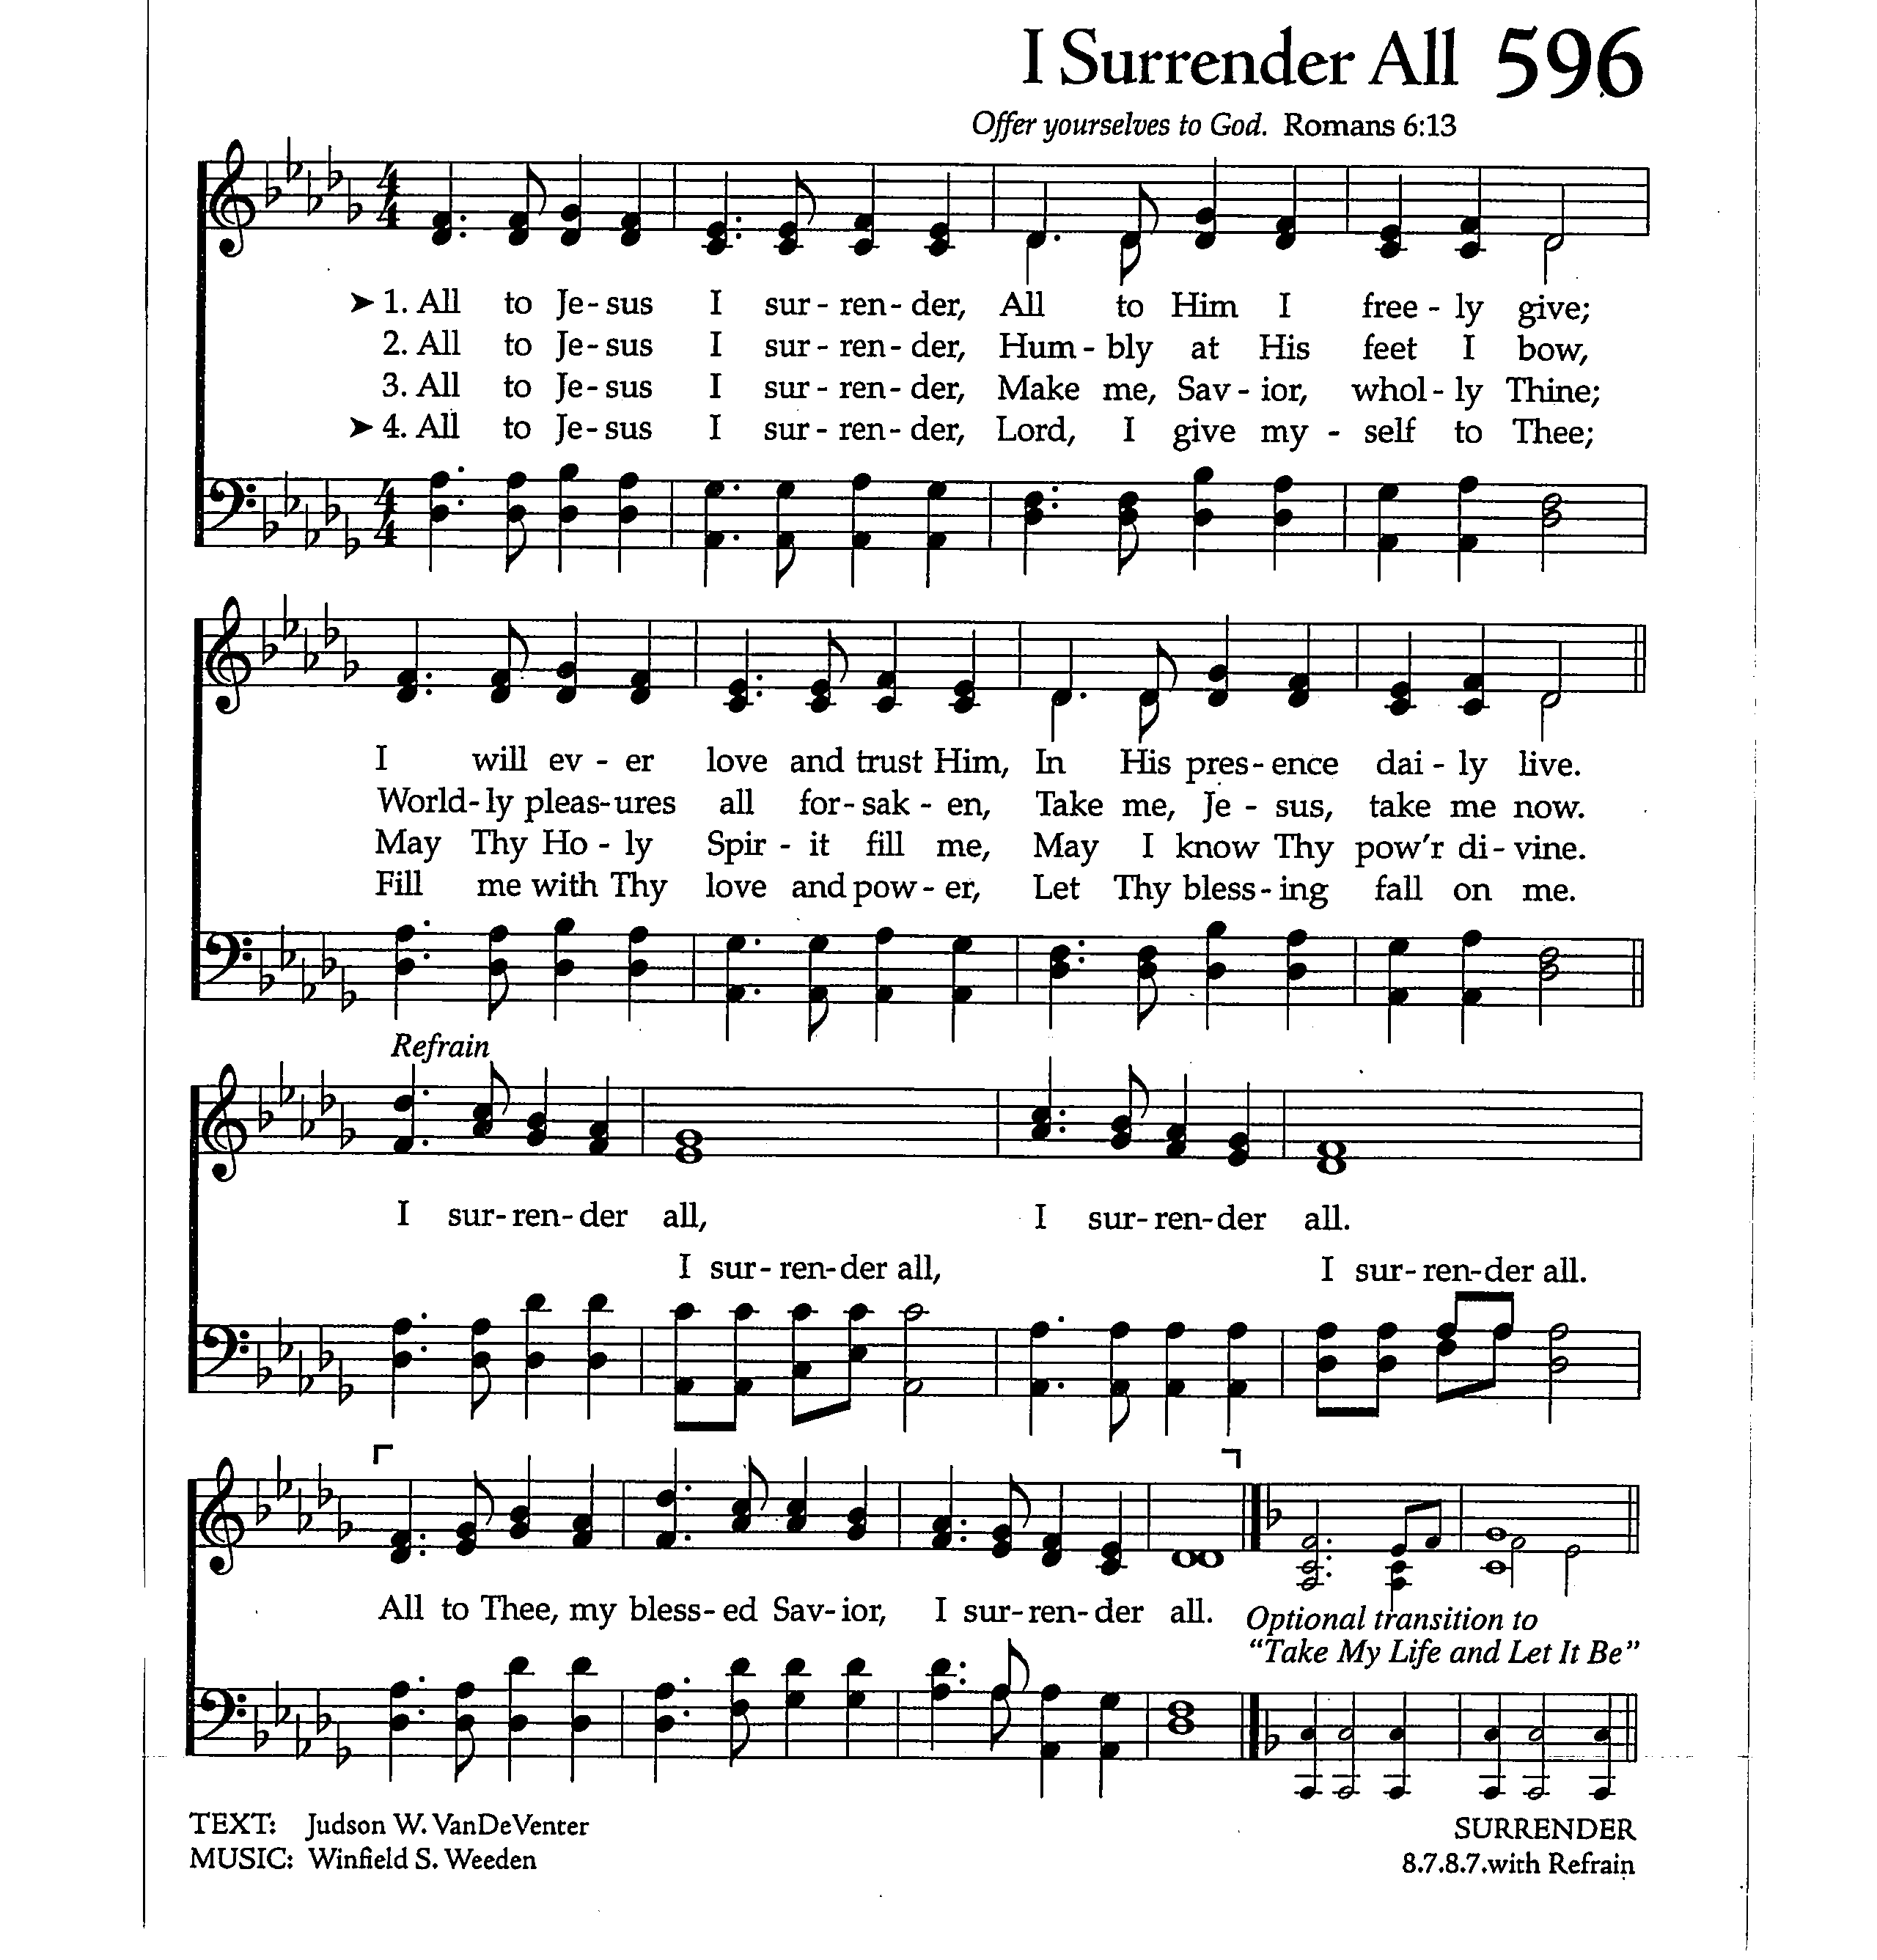 I Surrender All 596
Offer yourselves to God. Romans 6:13
➤ 1. All to Je - sus I sur - ren - der, All to Him I free - ly give;
2. All to Je - sus I sur - ren - der, Hum - bly at His feet I bow,
3. All to Je - sus I sur - ren - der, Make me, Sav - ior, whol - ly Thine;
➤ 4. All to Je - sus I sur - ren - der, Lord, I give my - self to Thee;
I will ev - er love and trust Him, In His pres - ence dai - ly live.
World - ly pleas - ures all for - sak - en, Take me, Je - sus, take me now.
May Thy Ho - ly Spir - it fill me, May I know Thy pow'r di - vine.
Fill me with Thy love and pow - er, Let Thy bless - ing fall on me.
Refrain
I sur - ren - der all, I sur - ren - der all.
I sur - ren - der all, I sur - ren - der all.
All to Thee, my bless - ed Sav - ior, I sur - ren - der all.
Optional transition to
“Take My Life and Let It Be”
TEXT: Judson W. VanDeVenter
MUSIC: Winfield S. Weeden
SURRENDER
8.7.8.7.with Refrain